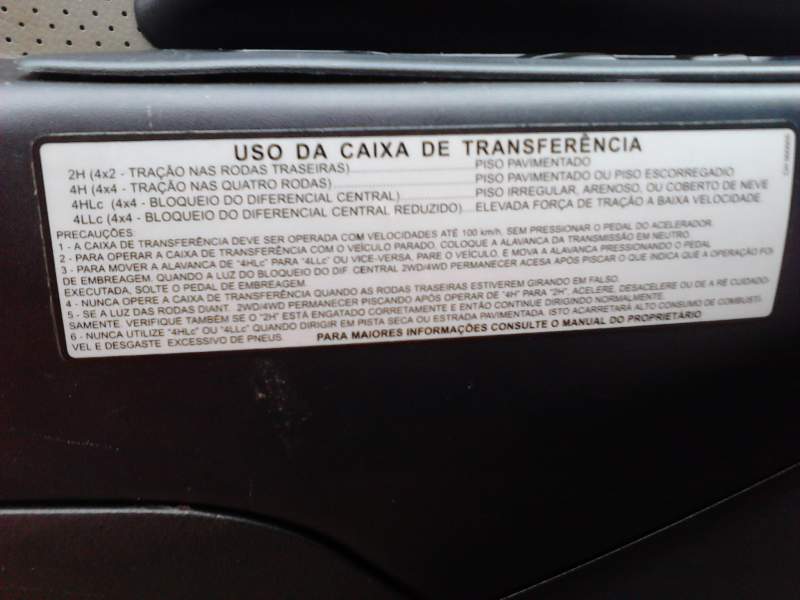 USO DA CAIXA DE TRANSFERÊNCIA
2H (4x2 - TRAÇÃO NAS RODAS TRASEIRAS) PISO PAVIMENTADO
4H (4x4 - TRAÇÃO NAS QUATRO RODAS) PISO PAVIMENTADO OU PISO ESCORREGADIO
4HLc (4x4 - BLOQUEIO DO DIFERENCIAL CENTRAL) PISO IRREGULAR, ARENOSO, OU COBERTO DE NEVE
4LLc (4x4 - BLOQUEIO DO DIFERENCIAL CENTRAL REDUZIDO) ELEVADA FORÇA DE TRAÇÃO A BAIXA VELOCIDADE.
PRECAUÇÕES:
1 - A CAIXA DE TRANSFERÊNCIA DEVE SER OPERADA COM VELOCIDADES ATÉ 100 km/h, SEM PRESSIONAR O PEDAL DO ACELERADOR.
2 - PARA OPERAR A CAIXA DE TRANSFERÊNCIA COM O VEÍCULO PARADO, COLOQUE A ALAVANCA DA TRANSMISSÃO EM NEUTRO.
3 - PARA MOVER A ALAVANCA DE "4HLc" PARA "4LLc" OU VICE-VERSA, PARE O VEÍCULO, E MOVA A ALAVANCA PRESSIONANDO O PEDAL
DE EMBREAGEM. QUANDO A LUZ DO BLOQUEIO DO DIF. CENTRAL 2WD/4WD PERMANECER ACESA APÓS PISCAR O QUE INDICA QUE A OPERAÇÃO FOI
EXECUTADA, SOLTE O PEDAL DE EMBREAGEM.
4 - NUNCA OPERE A CAIXA DE TRANSFERÊNCIA QUANDO AS RODAS TRASEIRAS ESTIVEREM GIRANDO EM FALSO.
5 - SE A LUZ DAS RODAS DIANT. 2WD/4WD PERMANECER PISCANDO APÓS OPERAR DE "4H" PARA "2H", ACELERE, DESACELERE OU DE A RÉ CUIDADO-
SAMENTE. VERIFIQUE TAMBÉM SE O "2H" ESTÁ ENGATADO CORRETAMENTE E ENTÃO CONTINUE DIRIGINDO NORMALMENTE.
6 - NUNCA UTILIZE "4HLc" OU "4LLc" QUANDO DIRIGIR EM PISTA SECA OU ESTRADA PAVIMENTADA. ISTO ACARRETARÁ ALTO CONSUMO DE COMBUSTI-
VEL E DESGASTE EXCESSIVO DE PNEUS. PARA MAIORES INFORMAÇÕES CONSULTE O MANUAL DO PROPRIETÁRIO